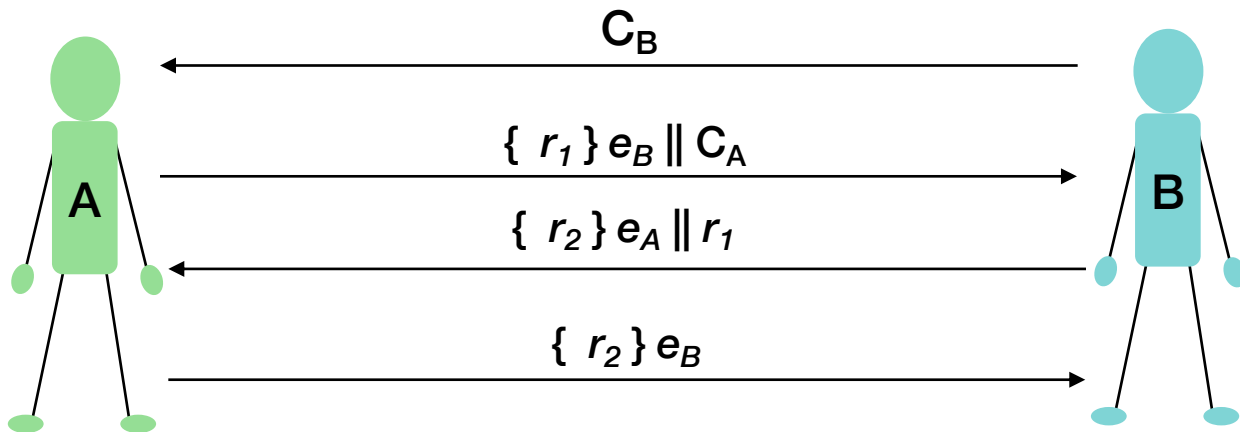 C_B
{ r_1 } e_B ∥ C_A
A
B
{ r_2 } e_A ∥ r_1
{ r_2 } e_B